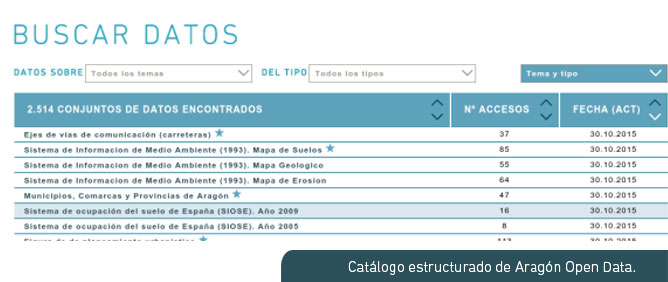 BUSCAR DATOS
DATOS SOBRE Todos los temas DEL TIPO Todos los tipos Tema y tipo
2.514 CONJUNTOS DE DATOS ENCONTRADOS Nº ACCESOS FECHA (ACT)
Ejes de vías de comunicación (carreteras) 37 30.10.2015
Sistema de Informacion de Medio Ambiente (1993). Mapa de Suelos 85 30.10.2015
Sistema de Informacion de Medio Ambiente (1993). Mapa Geologico 55 30.10.2015
Sistema de Informacion de Medio Ambiente (1993). Mapa de Erosion 64 30.10.2015
Municipios, Comarcas y Provincias de Aragón 47 30.10.2015
Sistema de ocupación del suelo de España (SIOSE). Año 2009 16 30.10.2015
Sistema de ocupación del suelo de España (SIOSE). Año 2005 8 30.10.2015
Catálogo estructurado de Aragón Open Data.